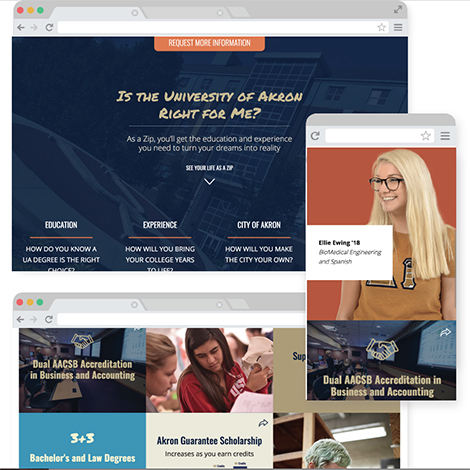 REQUEST MORE INFORMATION
IS THE UNIVERSITY OF AKRON
RIGHT FOR ME?
As a Zip, you'll get the education and experience
you need to turn your dreams into reality
SEE YOUR LIFE AS A ZIP
EDUCATION
HOW DO YOU KNOW A
UA DEGREE IS THE RIGHT
CHOICE?
EXPERIENCE
HOW WILL YOU BRING
YOUR COLLEGE YEARS
TO LIFE?
CITY OF AKRON
HOW WILL YOU MAKE
THE CITY YOUR OWN?
Ellie Ewing '18
BioMedical Engineering
and Spanish
Dual AACSB Accreditation
in Business and Accounting
Dual AACSB Accreditation
in Business and Accounting
Sup
3+3
Bachelor's and Law Degrees
Akron Guarantee Scholarship
Increases as you earn credits